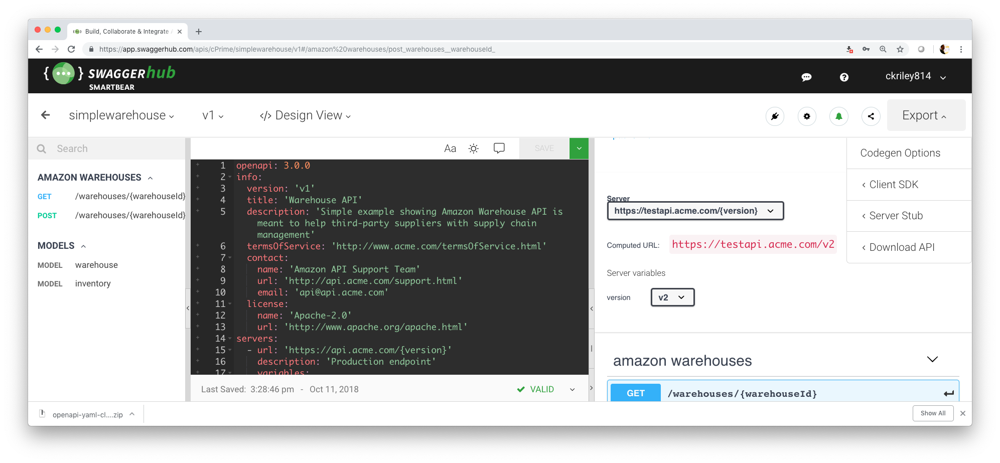 Build, Collaborate & Integrate
https://app.swaggerhub.com/apis/cPrime/simplewarehouse/v1#/amazon%20warehouses/post_warehouses__warehouseId_
{...} SWAGGERhub
SMARTBEAR
ckriley814
simplewarehouse
v1
</> Design View
Export
Search
AMAZON WAREHOUSES
GET /warehouses/{warehouseId}
POST /warehouses/{warehouseId}
MODELS
MODEL warehouse
MODEL inventory
Aa
SAVE
1 openapi: 3.0.0
2 info:
3 version: 'v1'
4 title: 'Warehouse API'
5 description: 'Simple example showing Amazon Warehouse API is
meant to help third-party suppliers with supply chain
management'
6 termsOfService: 'http://www.acme.com/termsOfService.html'
7 contact:
8 name: 'Amazon API Support Team'
9 url: 'http://api.acme.com/support.html'
10 email: 'api@api.acme.com'
11 license:
12 name: 'Apache-2.0'
13 url: 'http://www.apache.org/apache.html'
14 servers:
15 - url: 'https://api.acme.com/{version}'
16 description: 'Production endpoint'
17 variables:
Last Saved: 3:28:46 pm - Oct 11, 2018
VALID
Server
https://testapi.acme.com/{version}
Computed URL: https://testapi.acme.com/v2
Server variables
version v2
Codegen Options
‹ Client SDK
‹ Server Stub
‹ Download API
amazon warehouses
GET /warehouses/{warehouseId}
openapi-yaml-cl....zip
Show All